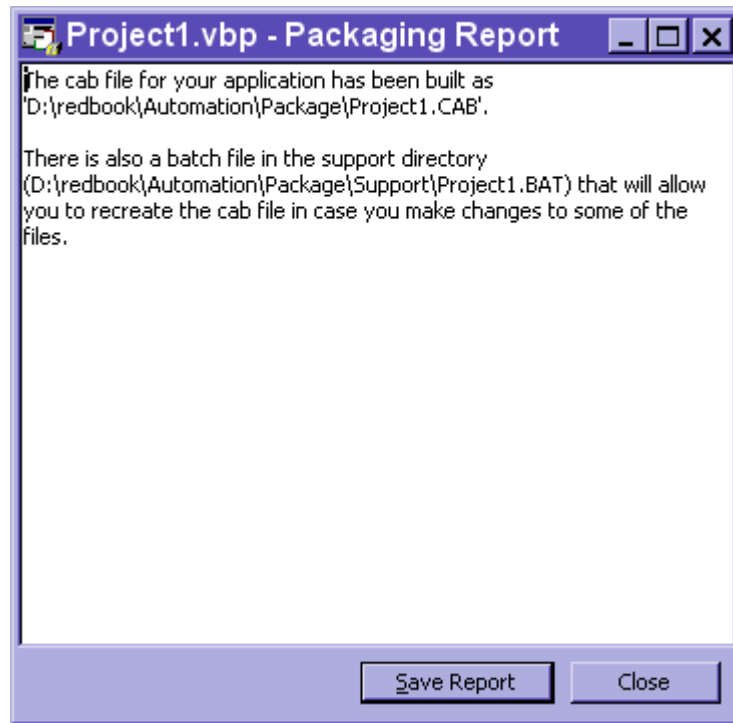 Project1.vbp - Packaging Report
The cab file for your application has been built as
'D:\redbook\Automation\Package\Project1.CAB'.
There is also a batch file in the support directory
(D:\redbook\Automation\Package\Support\Project1.BAT) that will allow
you to recreate the cab file in case you make changes to some of the
files.
Save Report Close